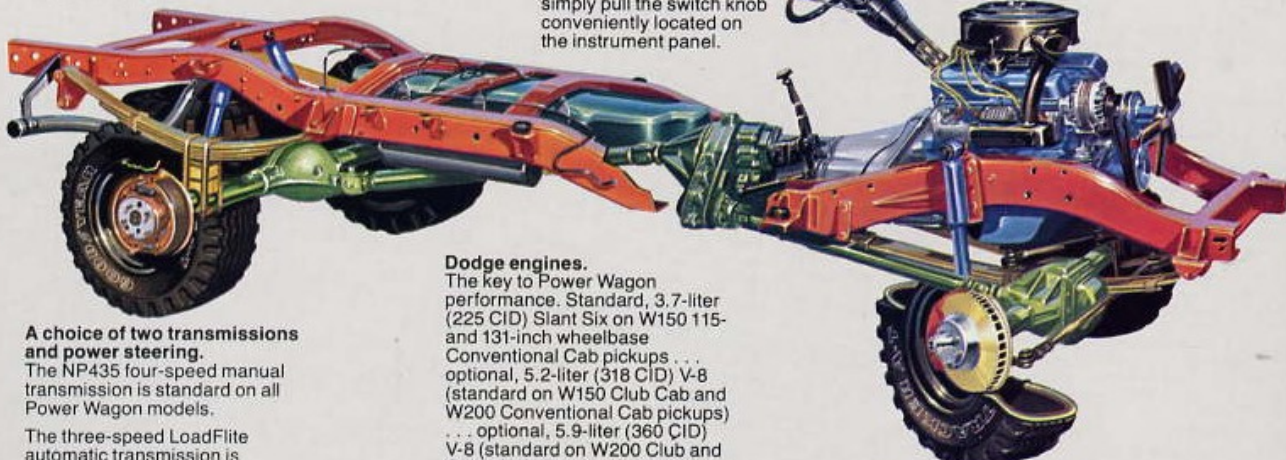 simply pull the switch knob
conveniently located on
the instrument panel.
A choice of two transmissions
and power steering.
The NP435 four-speed manual
transmission is standard on all
Power Wagon models.
The three-speed LoadFlite
automatic transmission is
Dodge engines.
The key to Power Wagon
performance. Standard, 3.7-liter
(225 CID) Slant Six on W150 115-
and 131-inch wheelbase
Conventional Cab pickups . . .
optional, 5.2-liter (318 CID) V-8
(standard on W150 Club Cab and
W200 Conventional Cab pickups)
. . . optional, 5.9-liter (360 CID)
V-8 (standard on W200 Club and
GOODYEAR